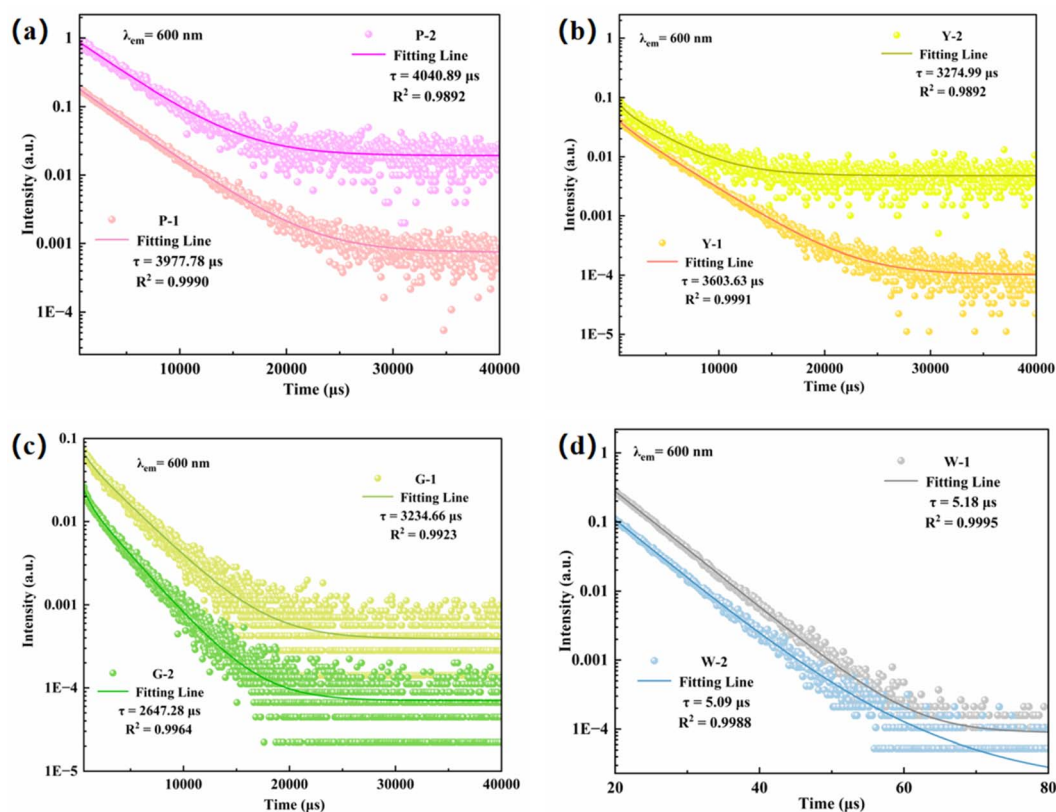 (a)
λem= 600 nm
P-2
Fitting Line
τ = 4040.89 μs
R² = 0.9892
P-1
Fitting Line
τ = 3977.78 μs
R² = 0.9990
Intensity (a.u.)
1
0.1
0.01
0.001
1E−4
10000 20000 30000 40000
Time (μs)
(b)
λem= 600 nm
Y-2
Fitting Line
τ = 3274.99 μs
R² = 0.9892
Y-1
Fitting Line
τ = 3603.63 μs
R² = 0.9991
Intensity (a.u.)
1
0.1
0.01
0.001
1E−4
1E−5
10000 20000 30000 40000
Time (μs)
(c)
λem= 600 nm
G-1
Fitting Line
τ = 3234.66 μs
R² = 0.9923
G-2
Fitting Line
τ = 2647.28 μs
R² = 0.9964
Intensity (a.u.)
0.1
0.01
0.001
1E−4
1E−5
10000 20000 30000 40000
Time (μs)
(d)
λem= 600 nm
W-1
Fitting Line
τ = 5.18 μs
R² = 0.9995
W-2
Fitting Line
τ = 5.09 μs
R² = 0.9988
Intensity (a.u.)
1
0.1
0.01
0.001
1E−4
20 40 60 80
Time (μs)